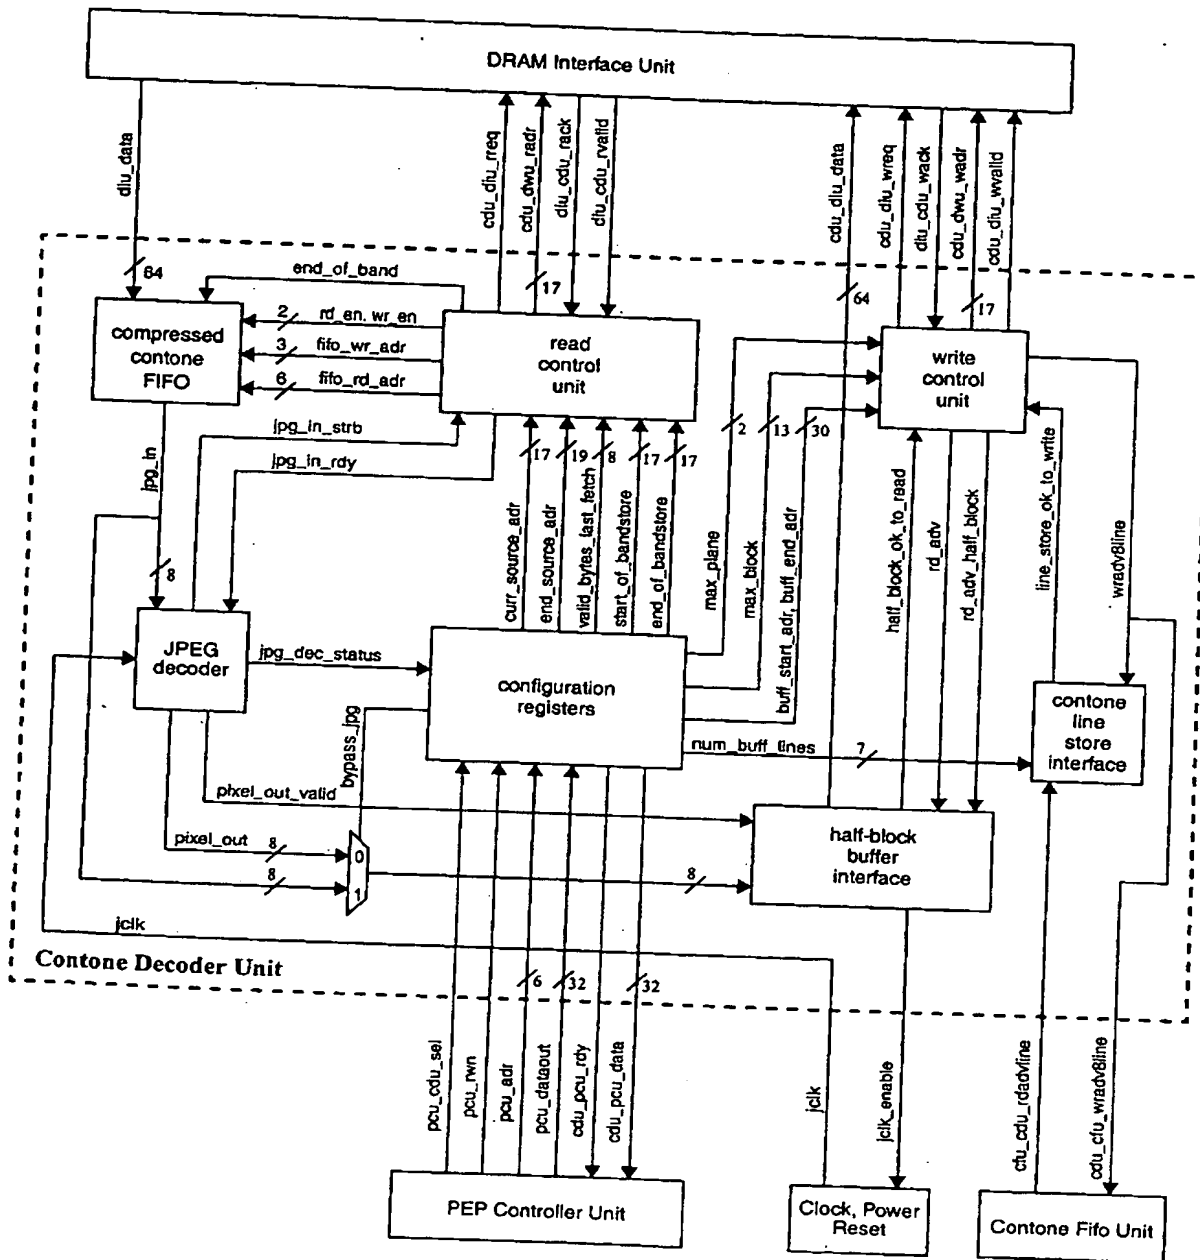 DRAM Interface Unit
diu_data
cdu_diu_rreq
cdu_dwu_radr
diu_cdu_rack
diu_cdu_rvalid
cdu_diu_data
cdu_diu_wreq
diu_cdu_wack
cdu_dwu_wadr
cdu_diu_wvalid
64
end_of_band
17
64
17
compressed
contone
FIFO
2
rd_en, wr_en
3
fifo_wr_adr
6
fifo_rd_adr
read
control
unit
write
control
unit
2
13
30
jpg_in
jpg_in_strb
jpg_in_rdy
17
19
8
17
17
curr_source_adr
end_source_adr
valid_bytes_last_fetch
start_of_bandstore
end_of_bandstore
max_plane
max_block
buff_start_adr, buff_end_adr
half_block_ok_to_read
rd_adv
rd_adv_half_block
line_store_ok_to_write
wradv8line
8
JPEG
decoder
jpg_dec_status
configuration
registers
contone
line
store
interface
bypass_jpg
num_buff_lines
7
pixel_out_valid
pixel_out
8
0
8
1
8
half-block
buffer
interface
jclk
Contone Decoder Unit
6
32
32
pcu_cdu_sel
pcu_rwn
pcu_adr
pcu_dataout
cdu_pcu_rdy
cdu_pcu_data
jclk
jclk_enable
cfu_cdu_rdadvline
cdu_cfu_wradv8line
PEP Controller Unit
Clock, Power
Reset
Contone Fifo Unit